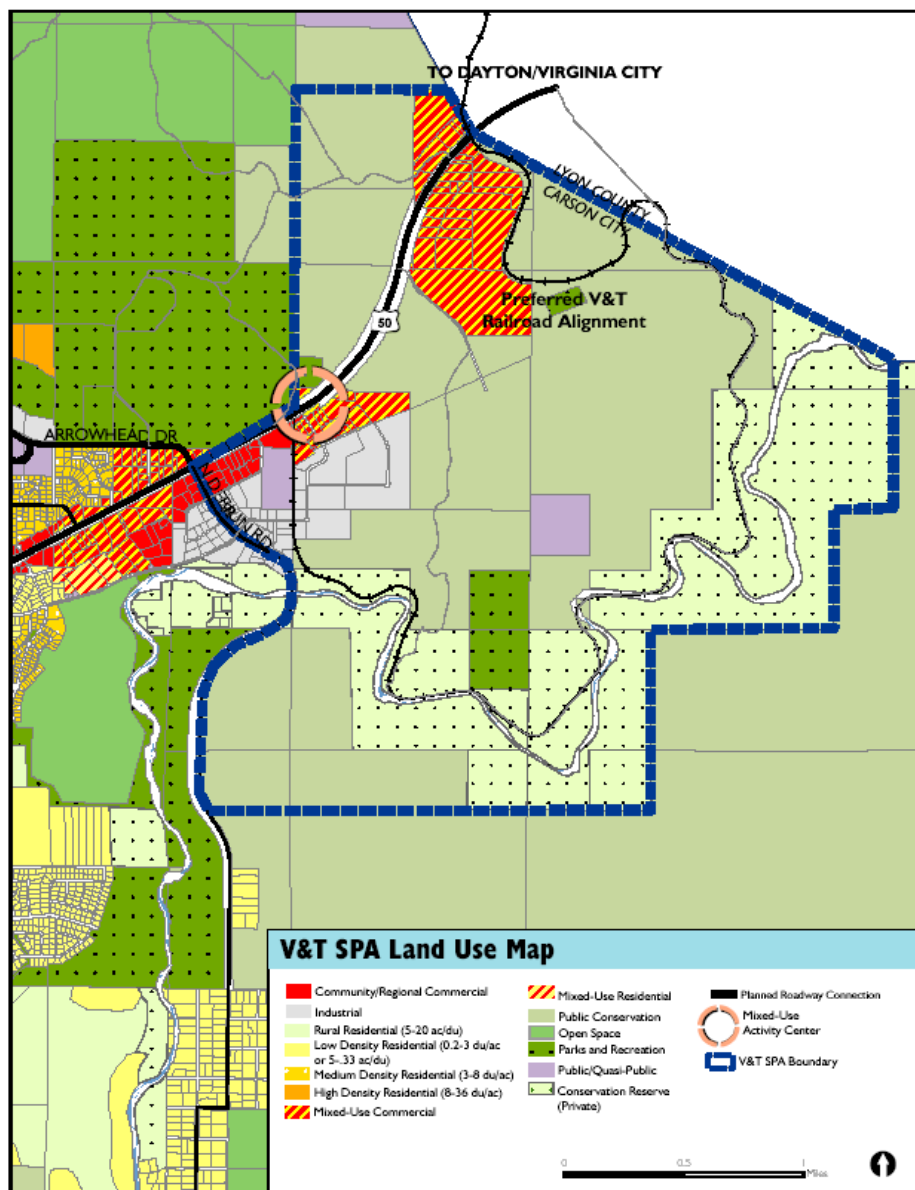 TO DAYTON/VIRGINIA CITY
LYON COUNTY
CARSON CITY
Preferred V&T
Railroad Alignment
50
ARROWHEAD DR
V&T SPA Land Use Map
Community/Regional Commercial
Industrial
Rural Residential (5-20 ac/du)
Low Density Residential (0.2-3 du/ac
or 5-.33 ac/du)
Medium Density Residential (3-8 du/ac)
High Density Residential (8-36 du/ac)
Mixed-Use Commercial
Mixed-Use Residential
Public Conservation
Open Space
Parks and Recreation
Public/Quasi-Public
Conservation Reserve
(Private)
Planned Roadway Connection
Mixed-Use
Activity Center
V&T SPA Boundary
0
0.5
1
Miles